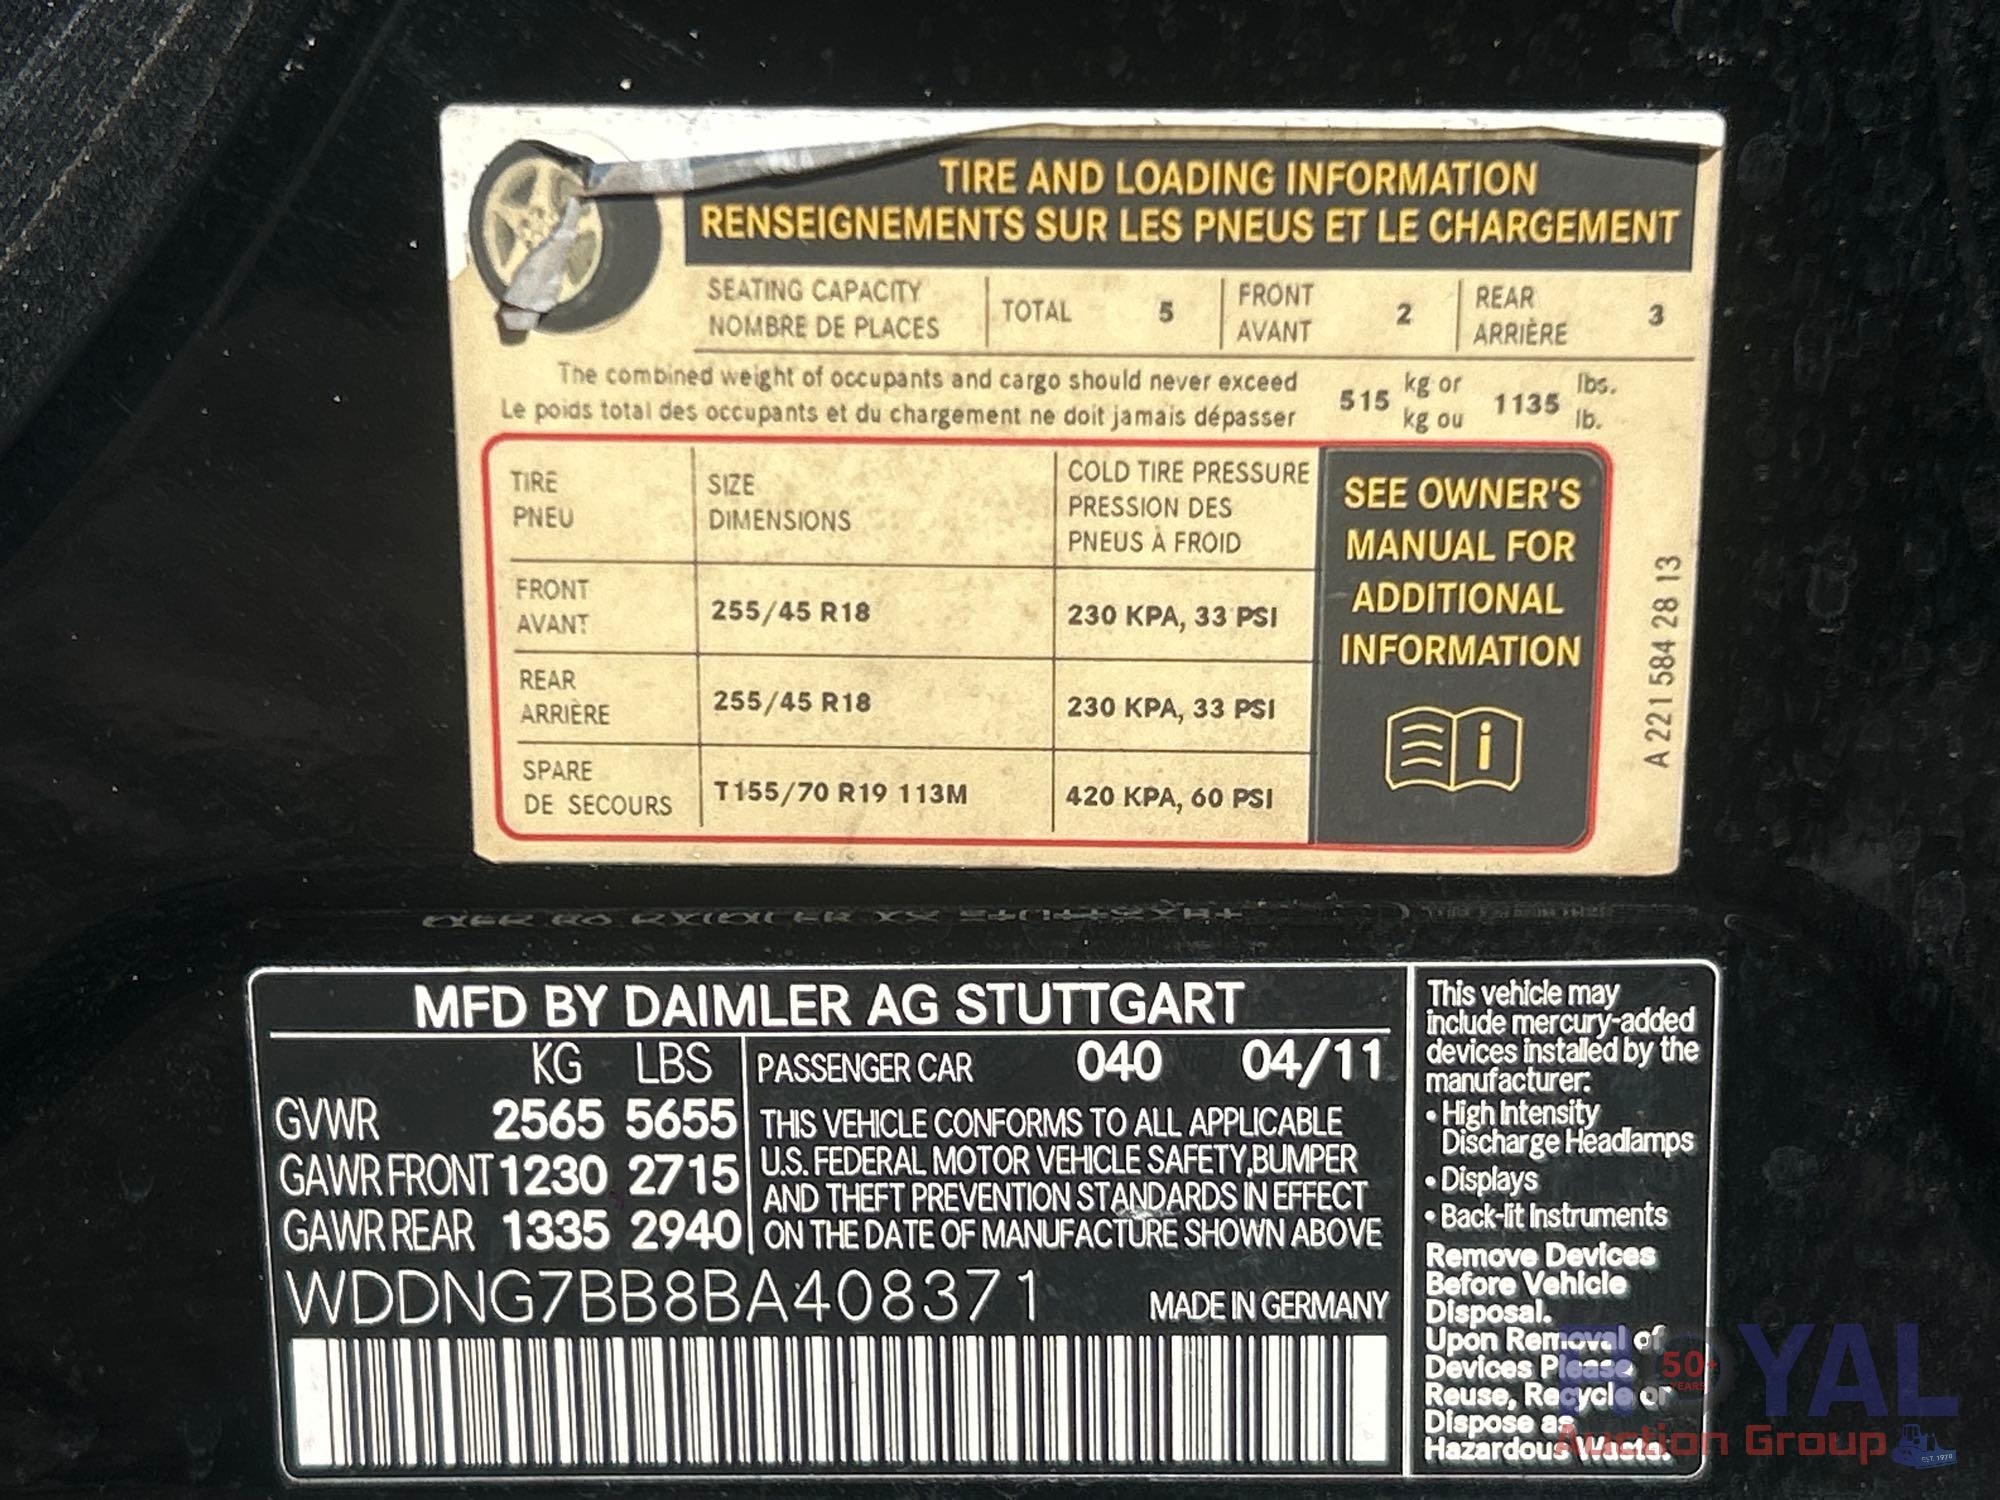 TIRE AND LOADING INFORMATION
RENSEIGNEMENTS SUR LES PNEUS ET LE CHARGEMENT
SEATING CAPACITY
NOMBRE DE PLACES
TOTAL 5
FRONT
AVANT
2
REAR
ARRIÈRE
3
The combined weight of occupants and cargo should never exceed
Le poids total des occupants et du chargement ne doit jamais dépasser
515 kg or 1135 lbs.
kg ou lb.
TIRE
PNEU
SIZE
DIMENSIONS
COLD TIRE PRESSURE
PRESSION DES
PNEUS À FROID
FRONT
AVANT
255/45 R18
230 KPA, 33 PSI
REAR
ARRIÈRE
255/45 R18
230 KPA, 33 PSI
SPARE
DE SECOURS
T155/70 R19 113M
420 KPA, 60 PSI
SEE OWNER'S
MANUAL FOR
ADDITIONAL
INFORMATION
i
A 221 584 28 13
MFD BY DAIMLER AG STUTTGART
KG LBS
GVWR 2565 5655
GAWR FRONT 1230 2715
GAWR REAR 1335 2940
PASSENGER CAR 040 04/11
THIS VEHICLE CONFORMS TO ALL APPLICABLE
U.S. FEDERAL MOTOR VEHICLE SAFETY,BUMPER
AND THEFT PREVENTION STANDARDS IN EFFECT
ON THE DATE OF MANUFACTURE SHOWN ABOVE
WDDNG7BB8BA408371
MADE IN GERMANY
This vehicle may
include mercury-added
devices installed by the
manufacturer:
• High Intensity
Discharge Headlamps
• Displays
• Back-lit Instruments
Remove Devices
Before Vehicle
Disposal.
Upon Removal of
Devices Please
Reuse, Recycle or
Dispose as
Hazardous Waste.
ROYAL
50+
YEARS
Auction Group
EST. 1970